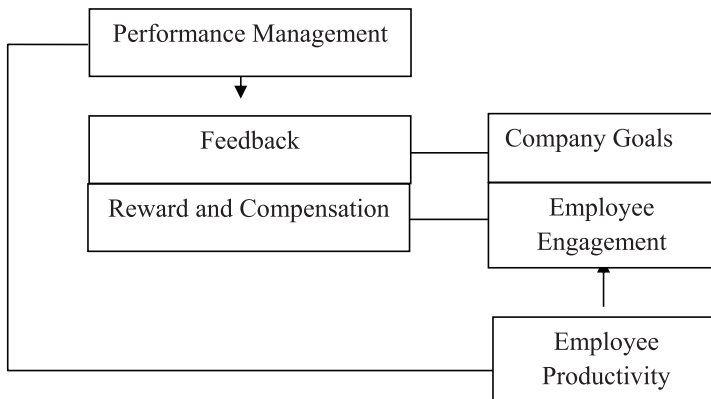 Performance Management
Feedback
Company Goals
Reward and Compensation
Employee
Engagement
Employee
Productivity